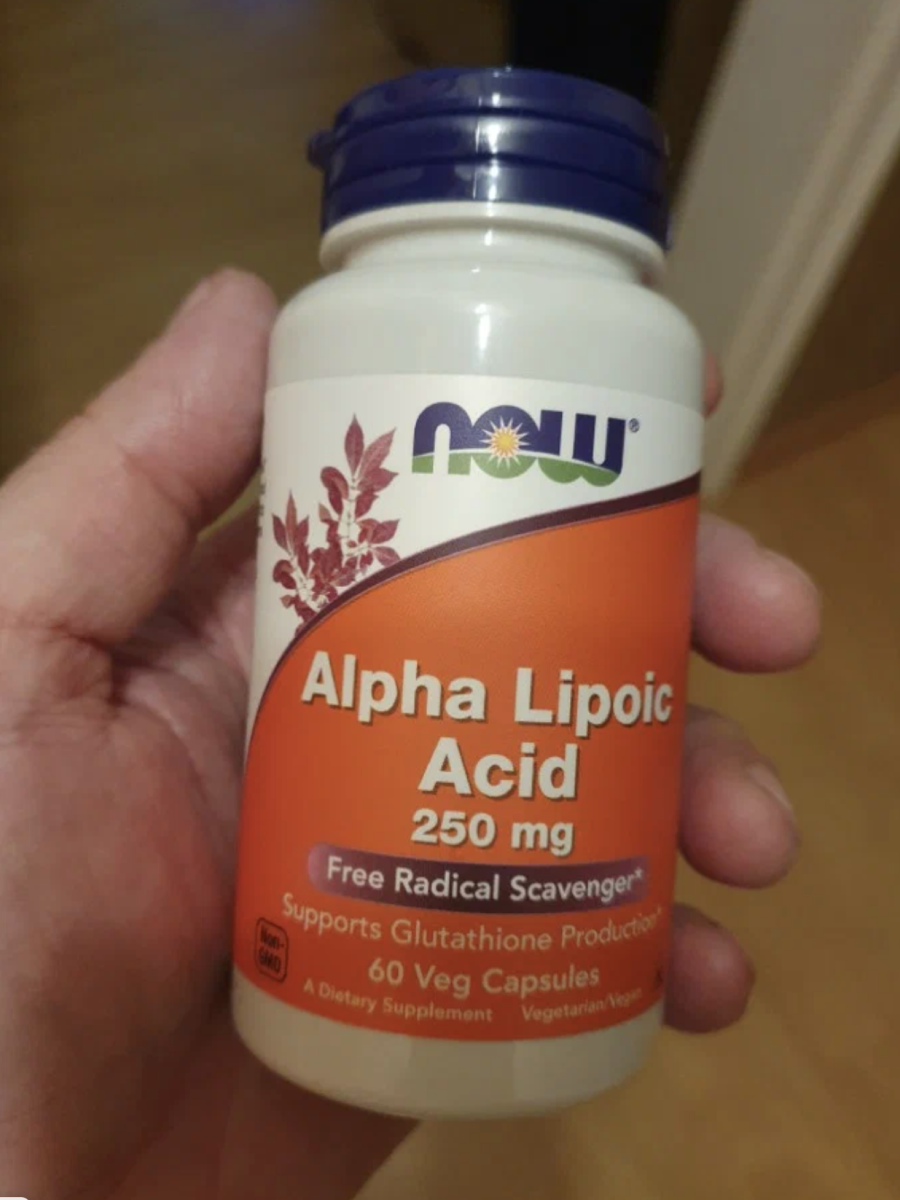 NOW®
Alpha Lipoic
Acid
250 mg
Free Radical Scavenger*
Supports Glutathione Production*
60 Veg Capsules
Non-
GMO
A Dietary Supplement Vegetarian/Vegan